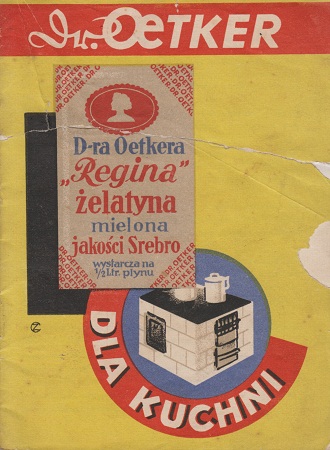 Dr. OETKER
D-ra Oetkera
„Regina”
żelatyna
mielona
jakości Srebro
wystarcza na
½ Ltr. płynu
DLA KUCHNI